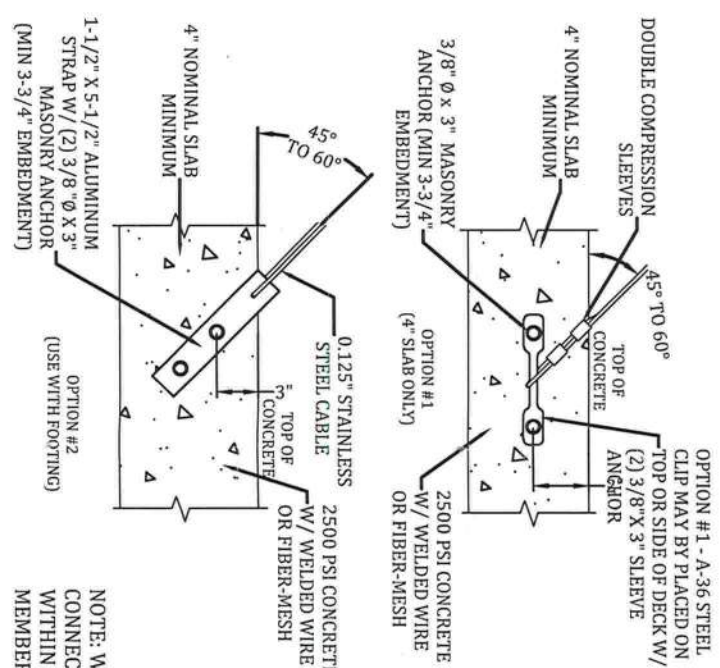 DOUBLE COMPRESSION
SLEEVES
4" NOMINAL SLAB
MINIMUM
3/8" Ø x 3" MASONRY
ANCHOR (MIN 3-3/4"
EMBEDMENT)
45° TO 60°
TOP OF
CONCRETE
OPTION #1
(4" SLAB ONLY)
OPTION #1 - A-36 STEEL
CLIP MAY BY PLACED ON
TOP OR SIDE OF DECK W/
(2) 3/8"X 3" SLEEVE
ANCHOR
2500 PSI CONCRETE
W/ WELDED WIRE
OR FIBER-MESH
45°
TO 60°
4" NOMINAL SLAB
MINIMUM
1-1/2" X 5-1/2" ALUMINUM
STRAP W/ (2) 3/8 "Ø X 3"
MASONRY ANCHOR
(MIN 3-3/4" EMBEDMENT)
0.125" STAINLESS
STEEL CABLE
3"
TOP OF
CONCRETE
OPTION #2
(USE WITH FOOTING)
2500 PSI CONCRETE
W/ WELDED WIRE
OR FIBER-MESH
NOTE: W
CONNEC
WITHIN
MEMBER